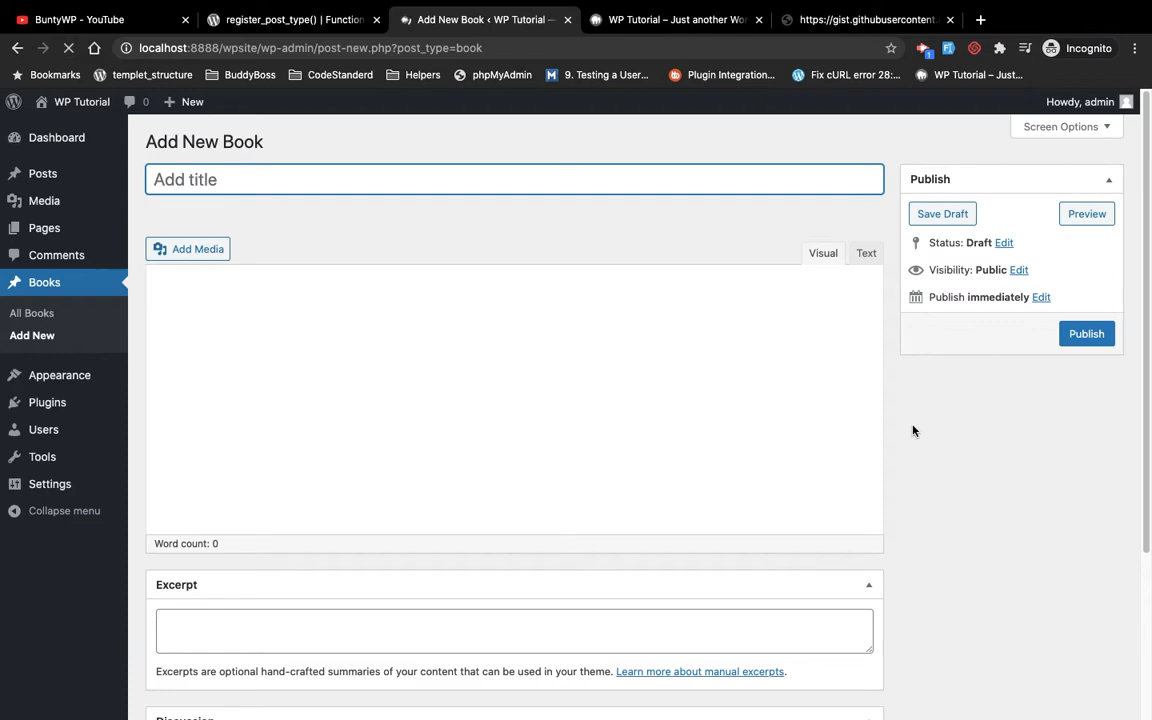 BuntyWP - YouTube
register_post_type() | Function
Add New Book ‹ WP Tutorial —
WP Tutorial – Just another Wo
https://gist.githubusercontent.
localhost:8888/wpsite/wp-admin/post-new.php?post_type=book
Incognito
Bookmarks
templet_structure
BuddyBoss
CodeStanderd
Helpers
phpMyAdmin
9. Testing a User...
Plugin Integration...
Fix cURL error 28:...
WP Tutorial – Just...
WP Tutorial
0
New
Howdy, admin
Screen Options
Dashboard
Posts
Media
Pages
Comments
Books
All Books
Add New
Appearance
Plugins
Users
Tools
Settings
Collapse menu
Add New Book
Add title
Add Media
Visual
Text
Word count: 0
Excerpt
Excerpts are optional hand-crafted summaries of your content that can be used in your theme. Learn more about manual excerpts.
Discussion
Publish
Save Draft
Preview
Status: Draft Edit
Visibility: Public Edit
Publish immediately Edit
Publish